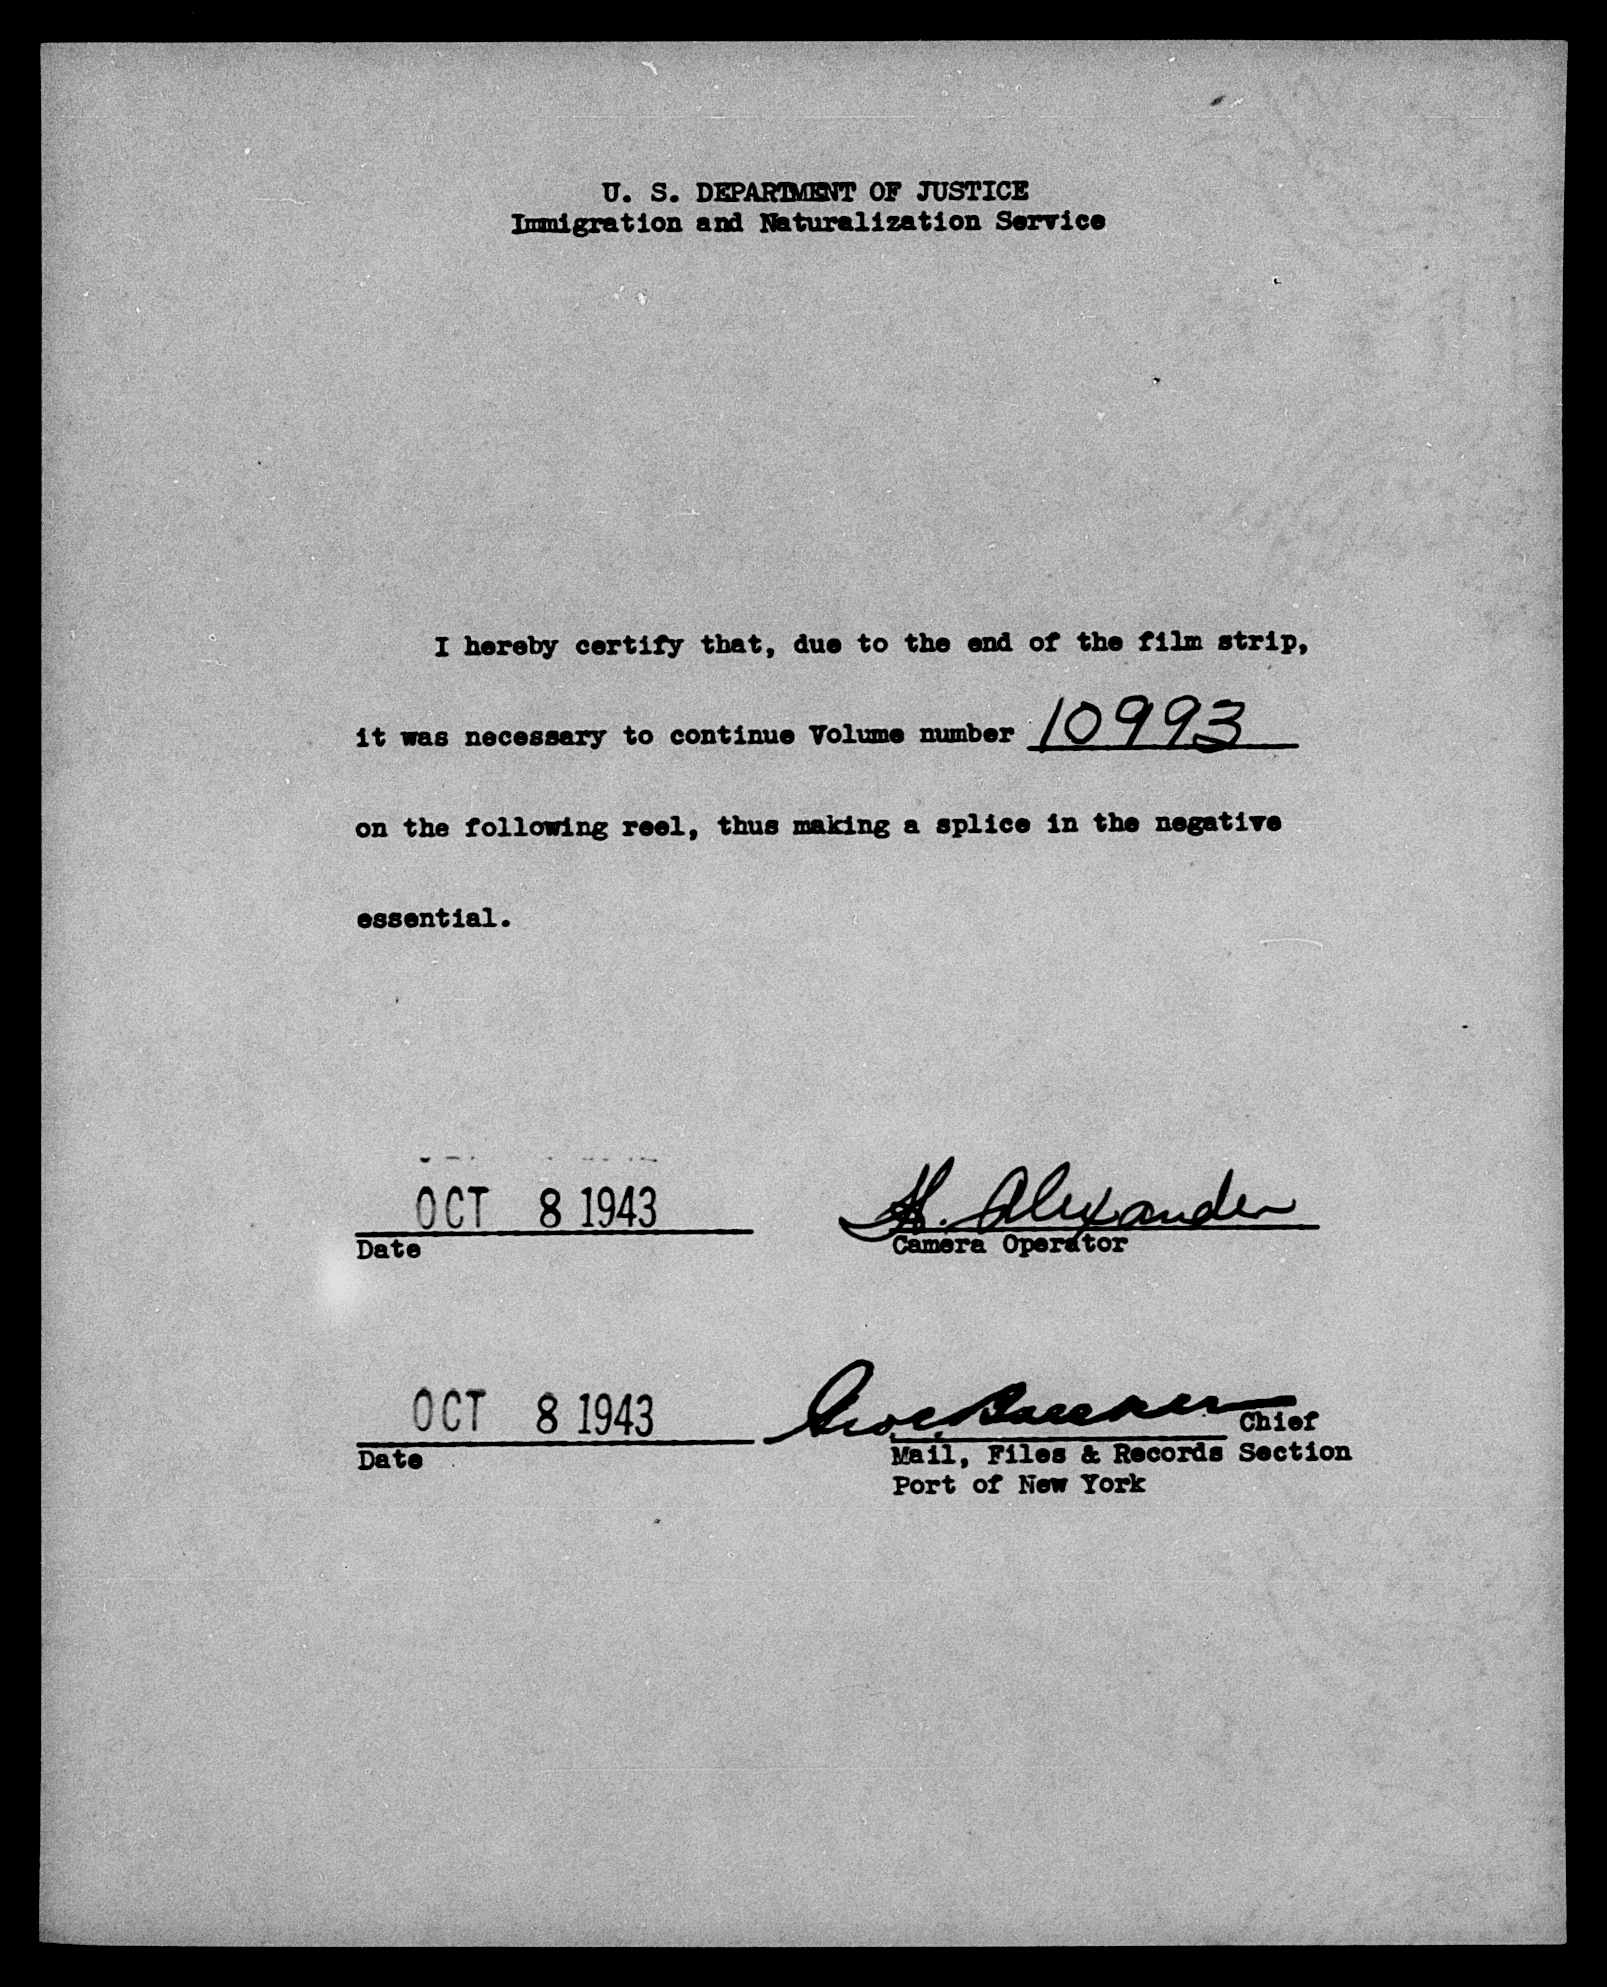 U. S. DEPARTMENT OF JUSTICE
Immigration and Naturalization Service
I hereby certify that, due to the end of the film strip,
it was necessary to continue Volume number 10993
on the following reel, thus making a splice in the negative
essential.
OCT 8 1943
Date
H. Alexander
Camera Operator
OCT 8 1943
Date
Chief
Mail, Files & Records Section
Port of New York